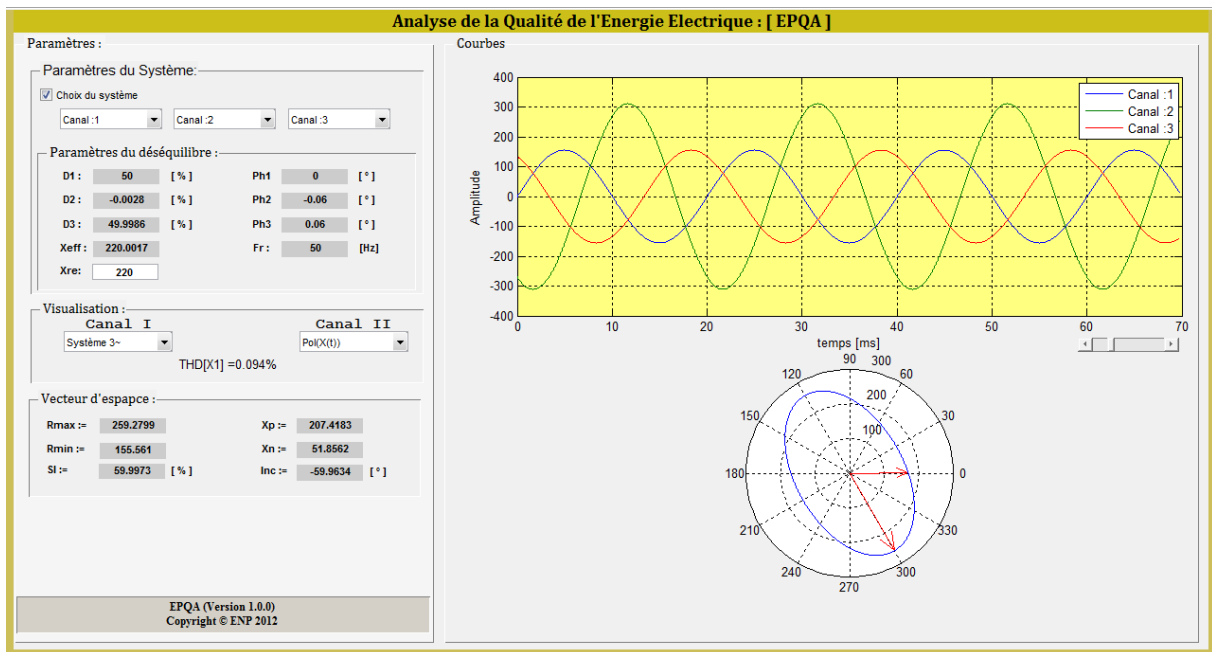 Analyse de la Qualité de l'Energie Electrique : [ EPQA ]
Paramètres :
Paramètres du Système:
Choix du système
Canal :1 Canal :2 Canal :3
Paramètres du déséquilibre :
D1 : 50 [ % ] Ph1 0 [ ° ]
D2 : -0.0028 [ % ] Ph2 -0.06 [ ° ]
D3 : 49.9986 [ % ] Ph3 0.06 [ ° ]
Xeff : 220.0017 Fr : 50 [Hz]
Xre: 220
Visualisation :
Canal I Canal II
Système 3~ Pol(X(t))
THD[X1] =0.094%
Vecteur d'espapce :
Rmax := 259.2799 Xp := 207.4183
Rmin := 155.561 Xn := 51.8562
SI := 59.9973 [ % ] Inc := -59.9634 [ ° ]
EPQA (Version 1.0.0)
Copyright © ENP 2012
Courbes
400
300
200
100
0
-100
-200
-300
-400
Amplitude
Canal :1
Canal :2
Canal :3
0 10 20 30 40 50 60 70
temps [ms]
90 300
120 60
200
150 30
100
180 0
210 330
240 300
270